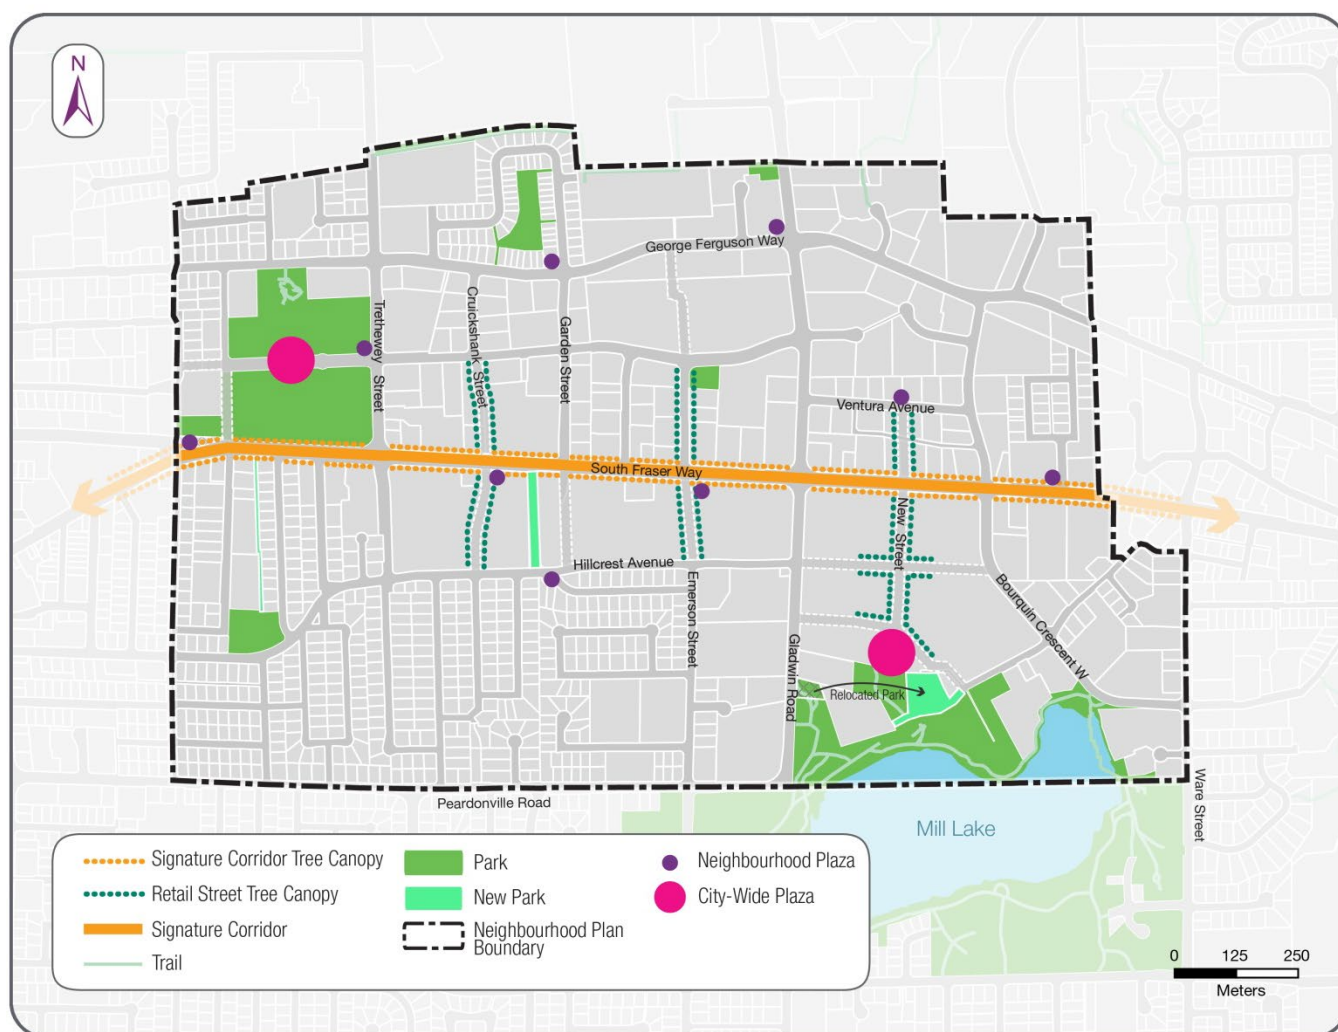 N
George Ferguson Way
Trethewey Street
Cruickshank Street
Garden Street
Ventura Avenue
South Fraser Way
New Street
Hillcrest Avenue
Emerson Street
Bourquin Crescent W
Gladwin Road
Relocated Park
Peardonville Road
Ware Street
Mill Lake
Signature Corridor Tree Canopy
Retail Street Tree Canopy
Signature Corridor
Trail
Park
New Park
Neighbourhood Plan
Boundary
Neighbourhood Plaza
City-Wide Plaza
0 125 250
Meters